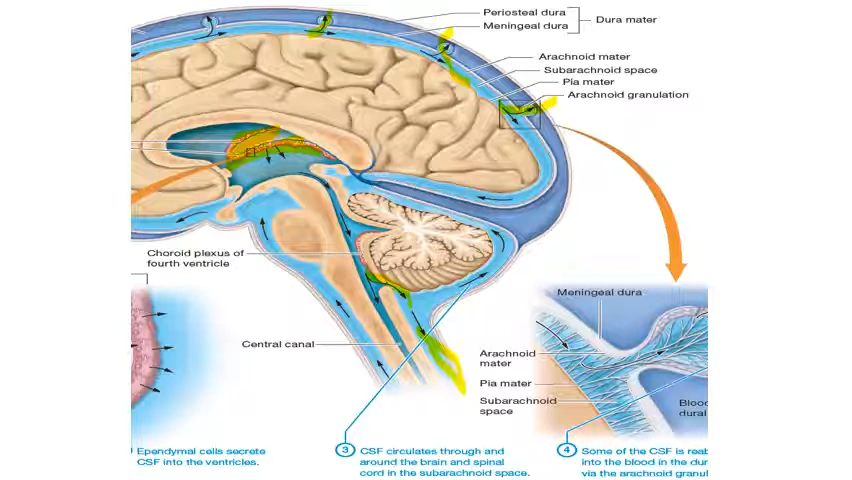 Periosteal dura
Meningeal dura
Dura mater
Arachnoid mater
Subarachnoid space
Pia mater
Arachnoid granulation
Choroid plexus of
fourth ventricle
Central canal
Meningeal dura
Arachnoid
mater
Pia mater
Subarachnoid
space
Ependymal cells secrete
CSF into the ventricles.
3 CSF circulates through and
around the brain and spinal
cord in the subarachnoid space.
4 Some of the CSF is
into the blood in the
via the arachnoid